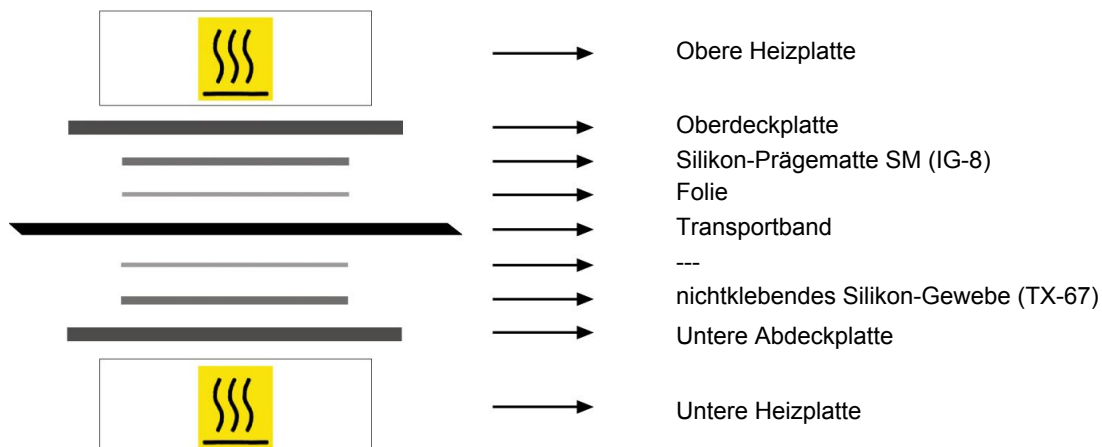 Obere Heizplatte
Oberdeckplatte
Silikon-Prägematte SM (IG-8)
Folie
Transportband
---
nichtklebendes Silikon-Gewebe (TX-67)
Untere Abdeckplatte
Untere Heizplatte